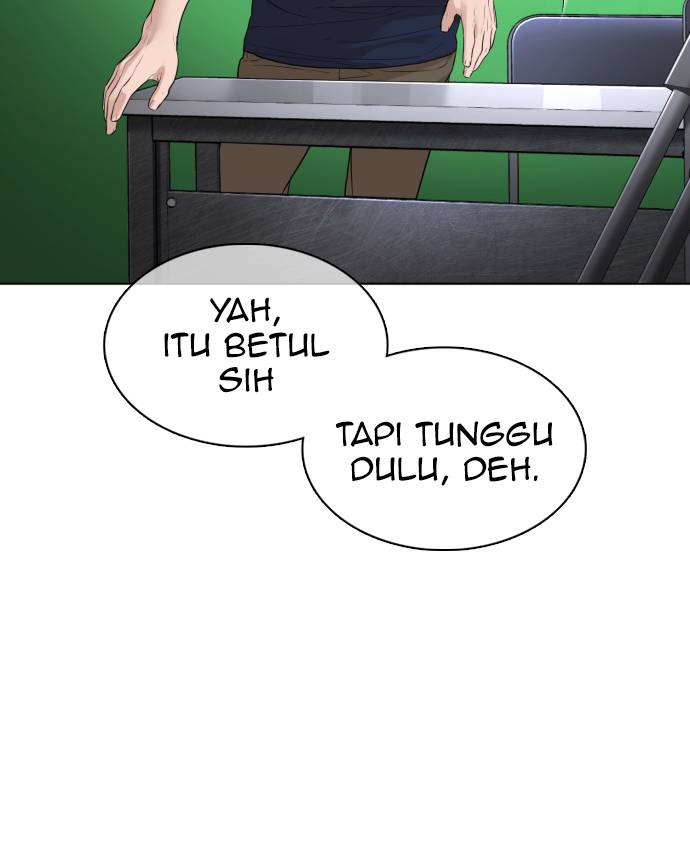 YAH,
ITU BETUL
SIH
TAPI TUNGGU
DULU, DEH.